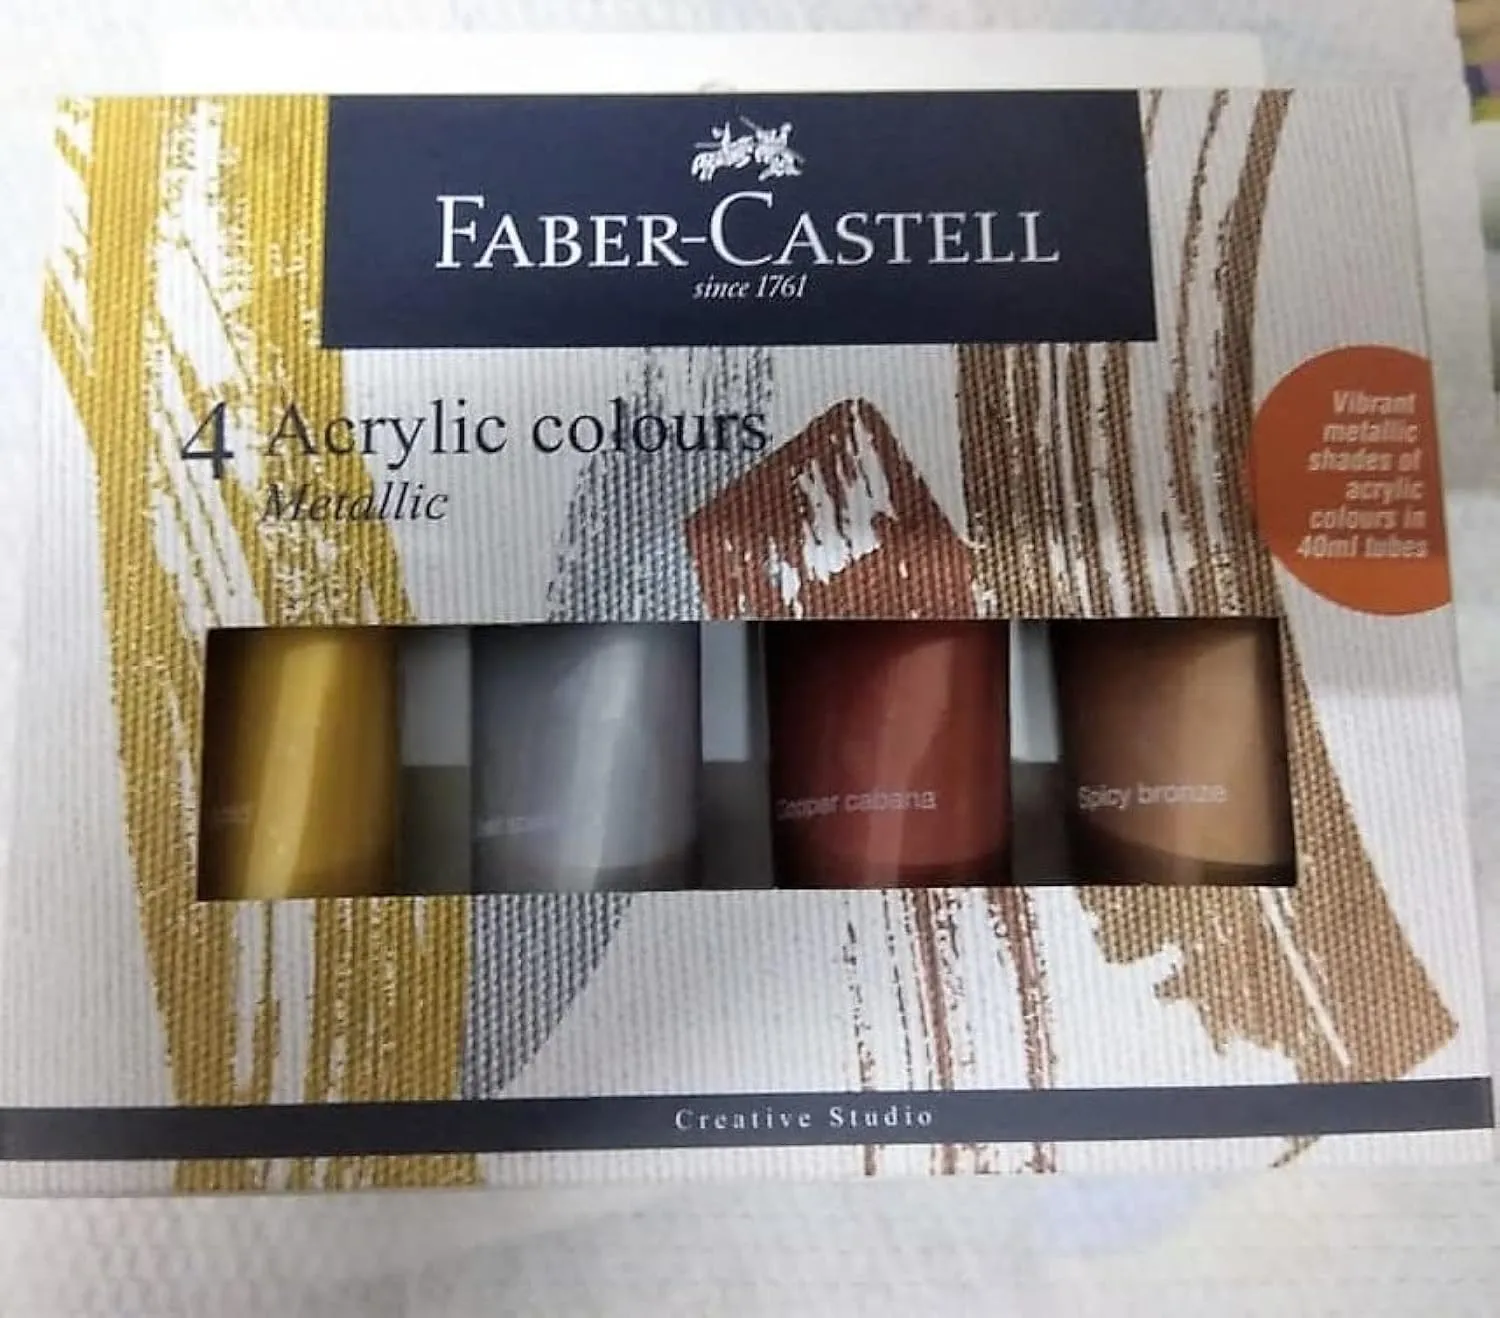 FABER-CASTELL
since 1761
4 Acrylic colours
Metallic
Vibrant
metallic
shades of
acrylic
colours in
40ml tubes
Copper cabana
Spicy bronze
Creative Studio